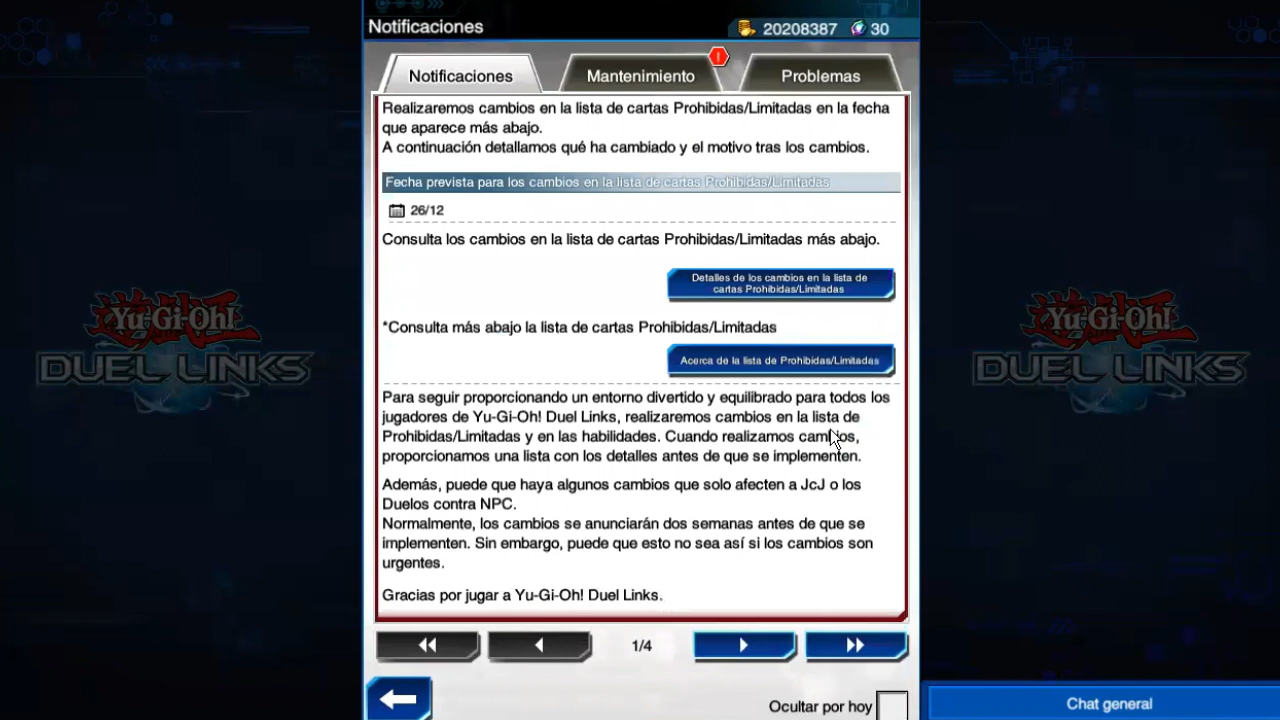 Notificaciones
20208387
30
Notificaciones
Mantenimiento
Problemas
Realizaremos cambios en la lista de cartas Prohibidas/Limitadas en la fecha
que aparece más abajo.
A continuación detallamos qué ha cambiado y el motivo tras los cambios.
Fecha prevista para los cambios en la lista de cartas Prohibidas/Limitadas
26/12
Consulta los cambios en la lista de cartas Prohibidas/Limitadas más abajo.
Detalles de los cambios en la lista de
cartas Prohibidas/Limitadas
*Consulta más abajo la lista de cartas Prohibidas/Limitadas
Acerca de la lista de Prohibidas/Limitadas
Para seguir proporcionando un entorno divertido y equilibrado para todos los
jugadores de Yu-Gi-Oh! Duel Links, realizaremos cambios en la lista de
Prohibidas/Limitadas y en las habilidades. Cuando realizamos cambios,
proporcionamos una lista con los detalles antes de que se implementen.
Además, puede que haya algunos cambios que solo afecten a JcJ o los
Duelos contra NPC.
Normalmente, los cambios se anunciarán dos semanas antes de que se
implementen. Sin embargo, puede que esto no sea así si los cambios son
urgentes.
Gracias por jugar a Yu-Gi-Oh! Duel Links.
1/4
Ocultar por hoy
Chat general
Yu-Gi-Oh!
DUEL LINKS
Yu-Gi-Oh!
DUEL LINKS